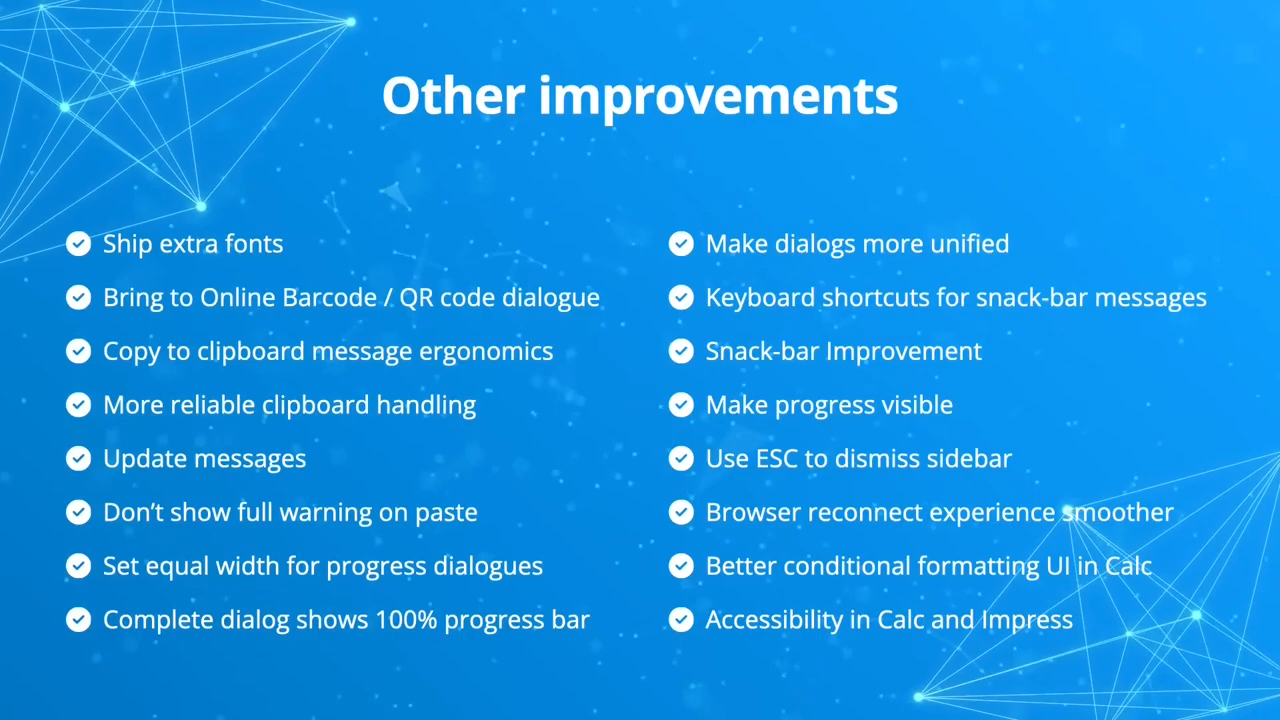 Other improvements
Ship extra fonts
Bring to Online Barcode / QR code dialogue
Copy to clipboard message ergonomics
More reliable clipboard handling
Update messages
Don’t show full warning on paste
Set equal width for progress dialogues
Complete dialog shows 100% progress bar
Make dialogs more unified
Keyboard shortcuts for snack-bar messages
Snack-bar Improvement
Make progress visible
Use ESC to dismiss sidebar
Browser reconnect experience smoother
Better conditional formatting UI in Calc
Accessibility in Calc and Impress